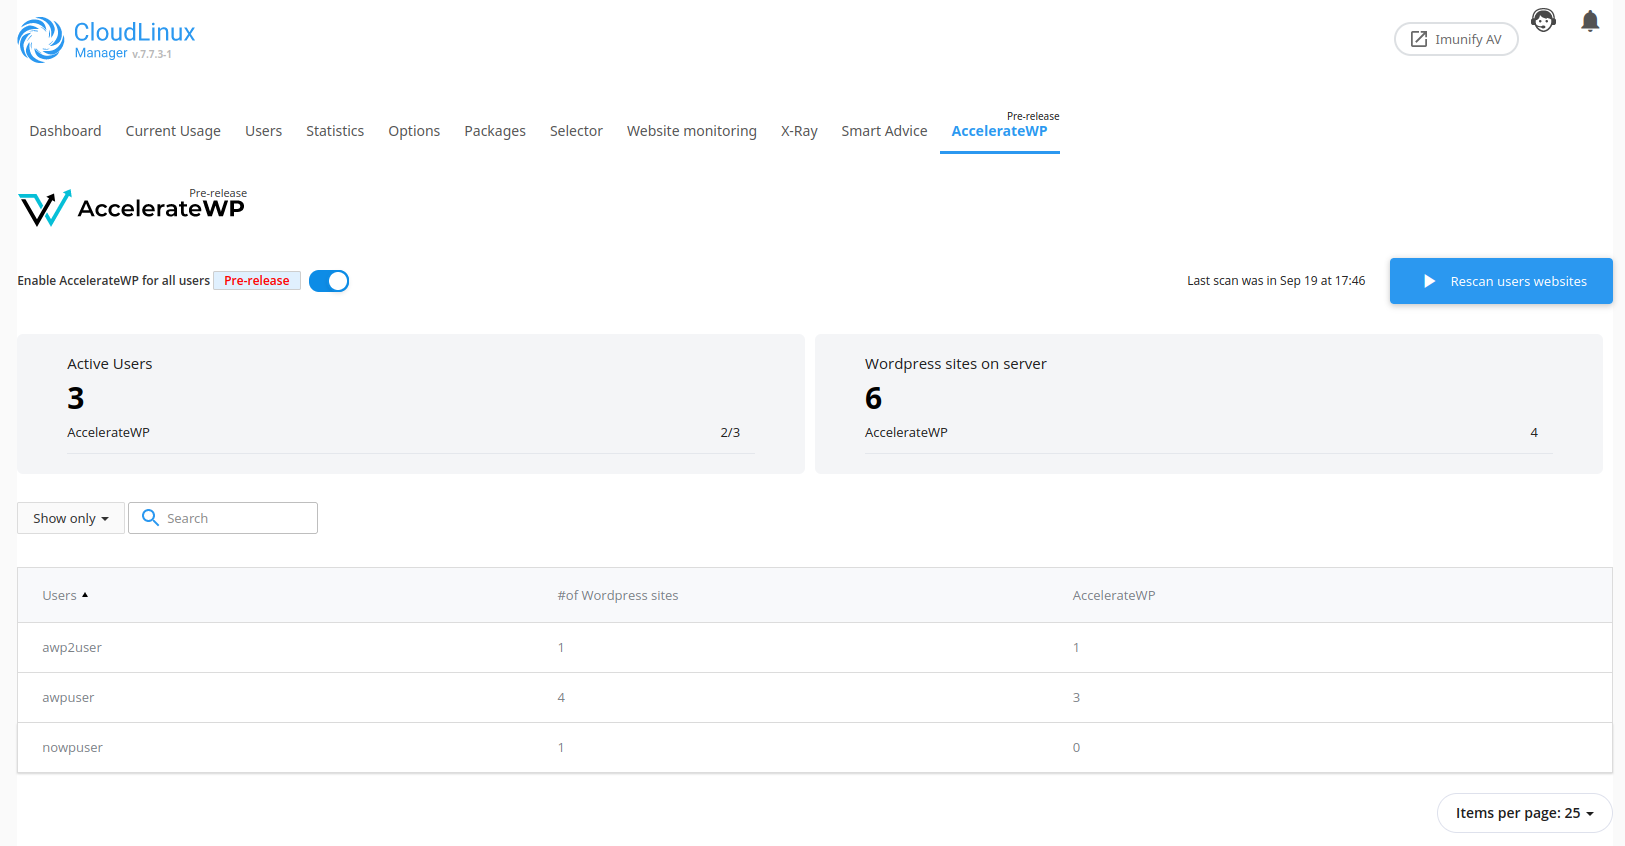 CloudLinux
Manager v.7.7.3-1
Imunify AV
Pre-release
Dashboard Current Usage Users Statistics Options Packages Selector Website monitoring X-Ray Smart Advice AccelerateWP
Pre-release
AccelerateWP
Enable AccelerateWP for all users Pre-release Last scan was in Sep 19 at 17:46 Rescan users websites
Active Users
3
AccelerateWP 2/3
Wordpress sites on server
6
AccelerateWP 4
Show only Search
Users #of Wordpress sites AccelerateWP
awp2user 1 1
awpuser 4 3
nowpuser 1 0
Items per page: 25